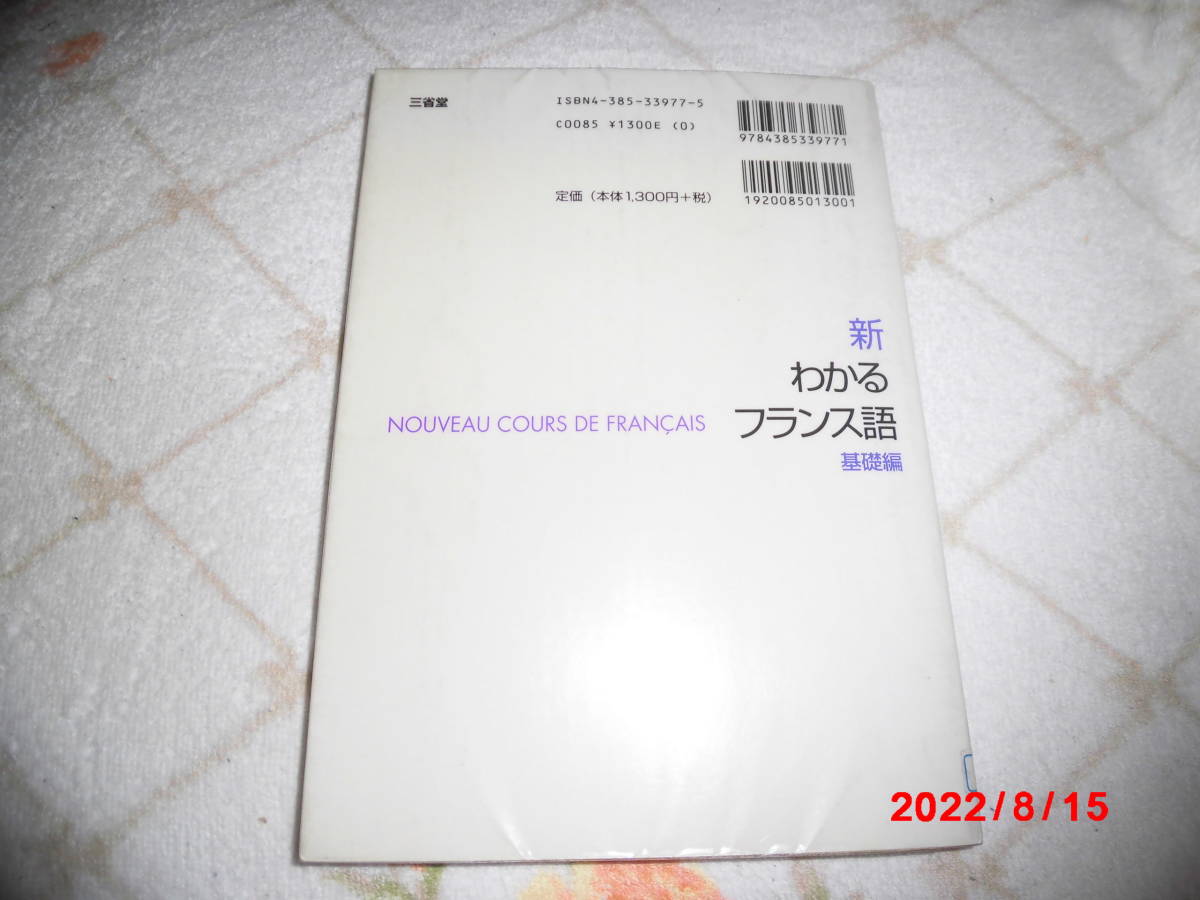 三省堂
ISBN4-385-33977-5
C0085 ¥1300E (0)
9784385339771
定価（本体1,300円＋税）
1920085013001
新
わかる
フランス語
基礎編
NOUVEAU COURS DE FRANÇAIS
2022/8/15